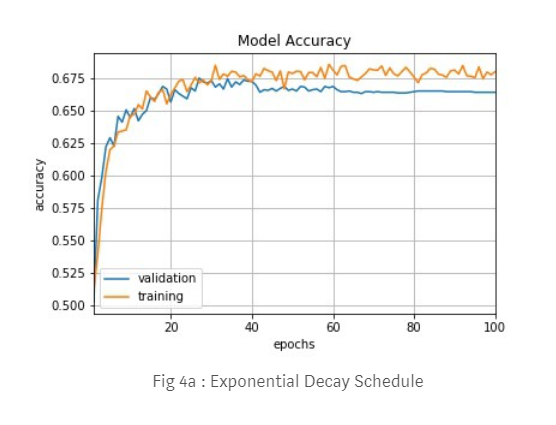 Model Accuracy
0.675
0.650
0.625
0.600
0.575
0.550
0.525
0.500
accuracy
validation
training
20 40 60 80 100
epochs
Fig 4a : Exponential Decay Schedule